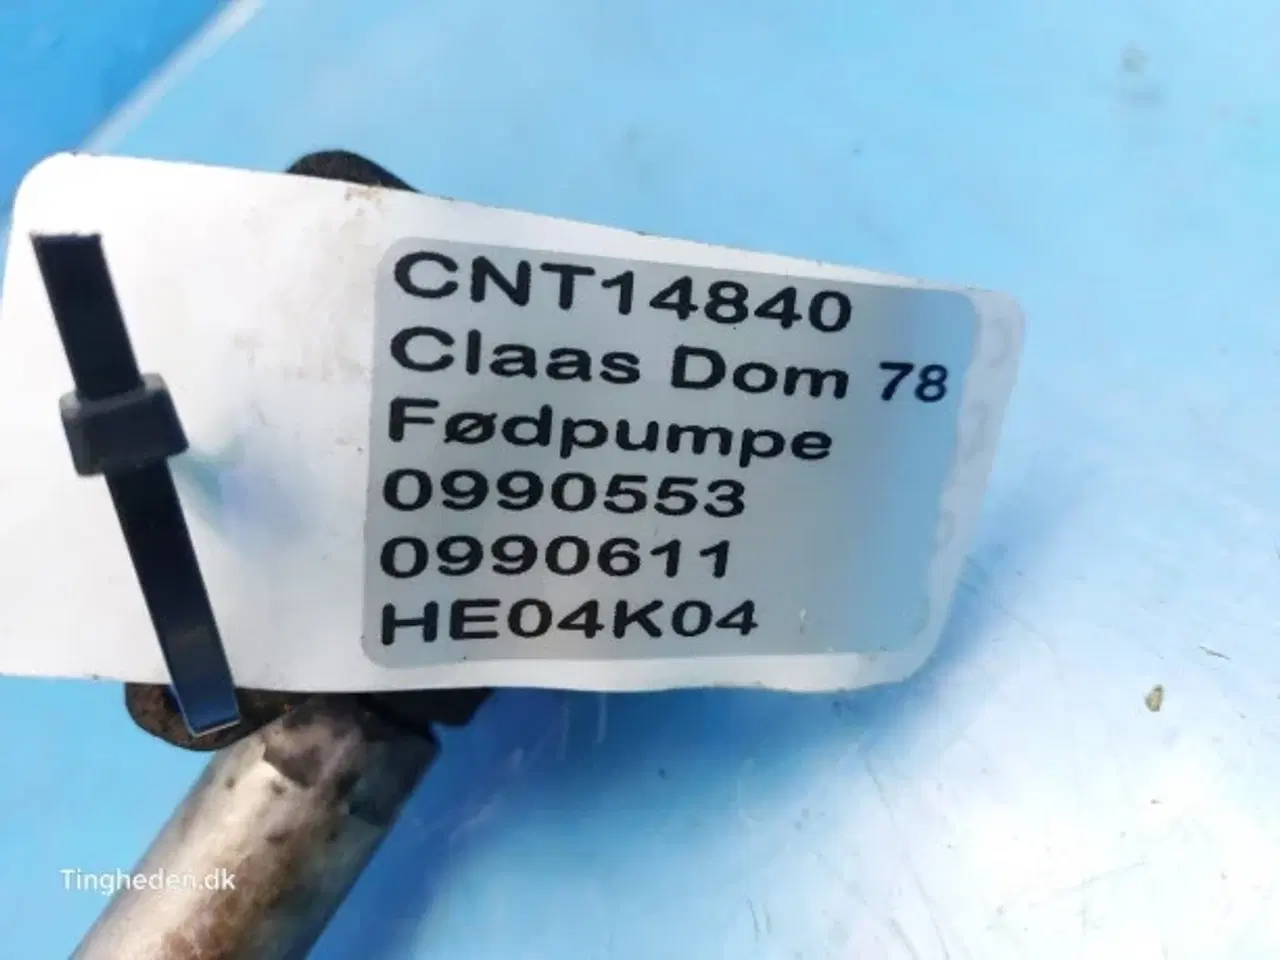 CNT14840
Claas Dom 78
Fødpumpe
0990553
0990611
HE04K04
Tingheden.dk